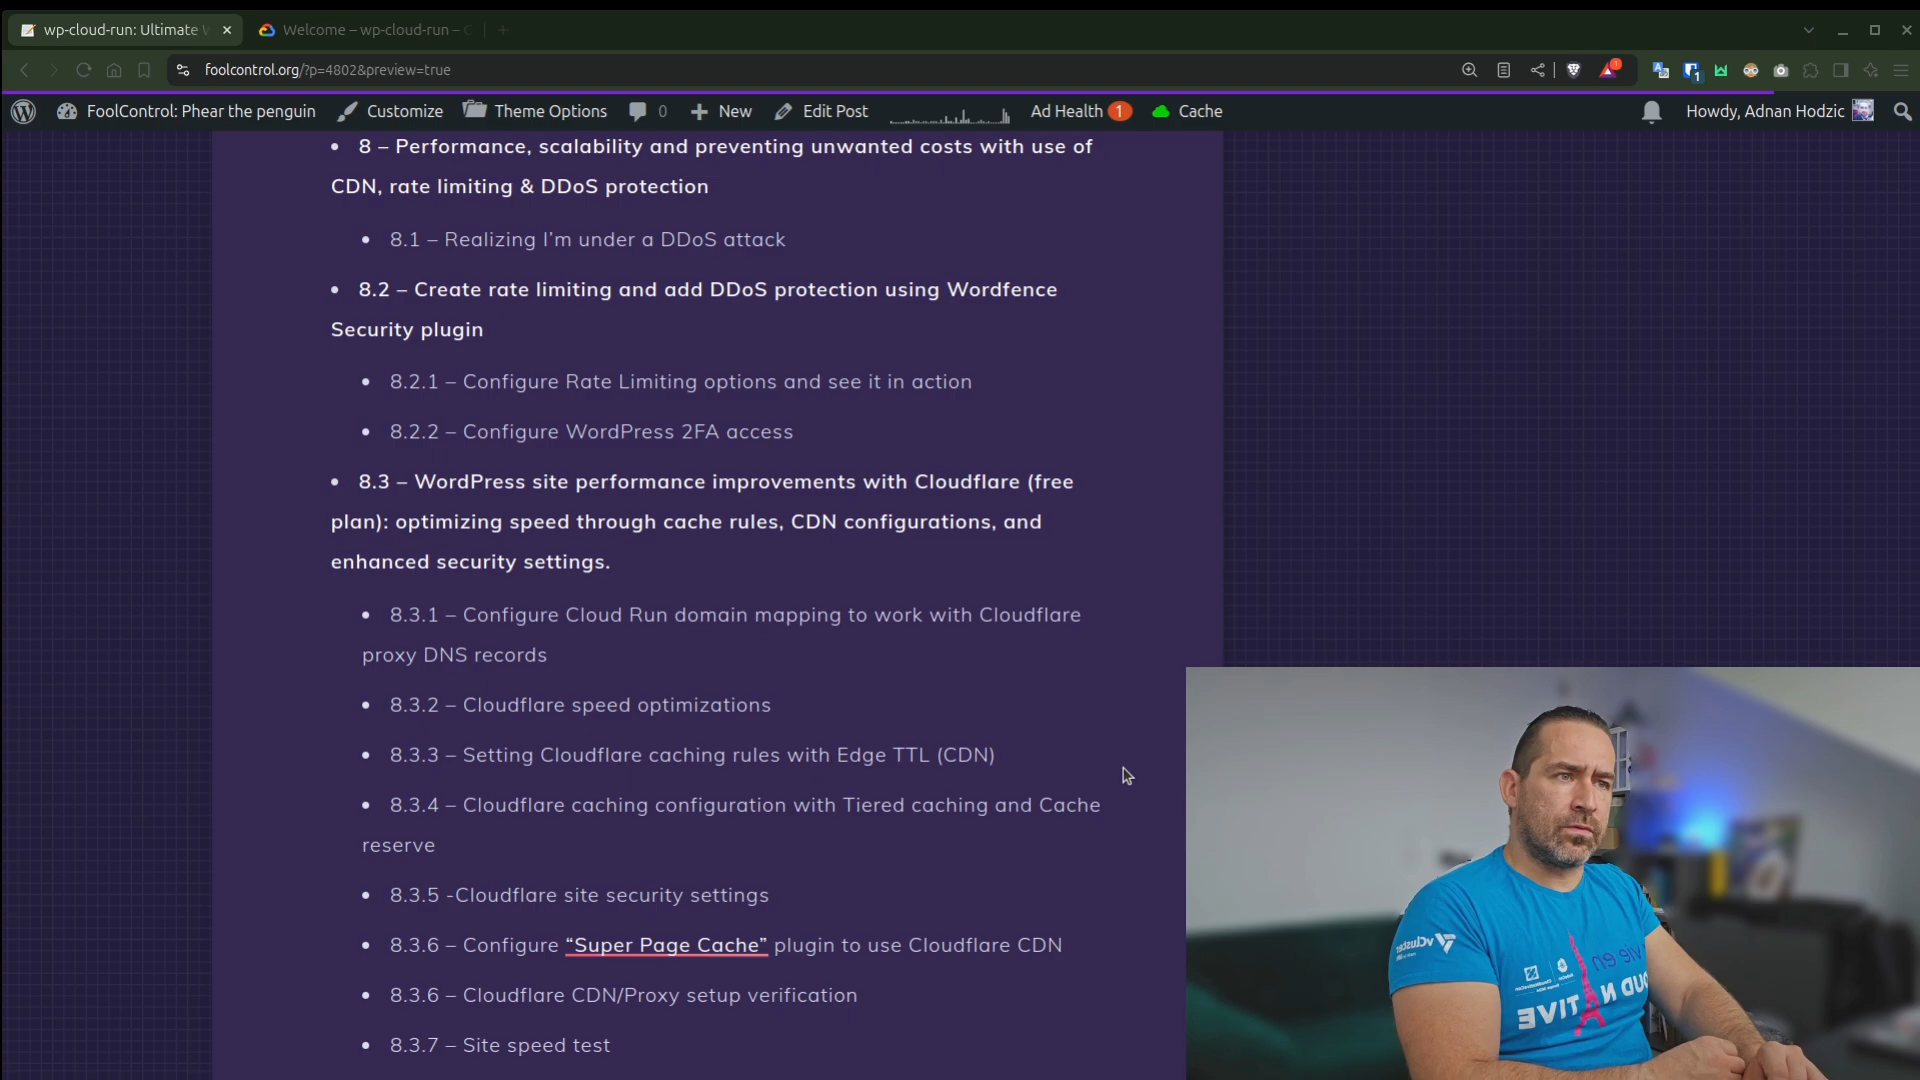 wp-cloud-run: Ultimate W
Welcome – wp-cloud-run – C
foolcontrol.org/?p=4802&preview=true
1
1
FoolControl: Phear the penguin
Customize
Theme Options
0
New
Edit Post
Ad Health 1
Cache
Howdy, Adnan Hodzic
8 – Performance, scalability and preventing unwanted costs with use of
CDN, rate limiting & DDoS protection
8.1 – Realizing I'm under a DDoS attack
8.2 – Create rate limiting and add DDoS protection using Wordfence
Security plugin
8.2.1 – Configure Rate Limiting options and see it in action
8.2.2 – Configure WordPress 2FA access
8.3 – WordPress site performance improvements with Cloudflare (free
plan): optimizing speed through cache rules, CDN configurations, and
enhanced security settings.
8.3.1 – Configure Cloud Run domain mapping to work with Cloudflare
proxy DNS records
8.3.2 – Cloudflare speed optimizations
8.3.3 – Setting Cloudflare caching rules with Edge TTL (CDN)
8.3.4 – Cloudflare caching configuration with Tiered caching and Cache
reserve
8.3.5 -Cloudflare site security settings
8.3.6 – Configure “Super Page Cache” plugin to use Cloudflare CDN
8.3.6 – Cloudflare CDN/Proxy setup verification
8.3.7 – Site speed test
vCluster
vie en
OUD N
ATIVE